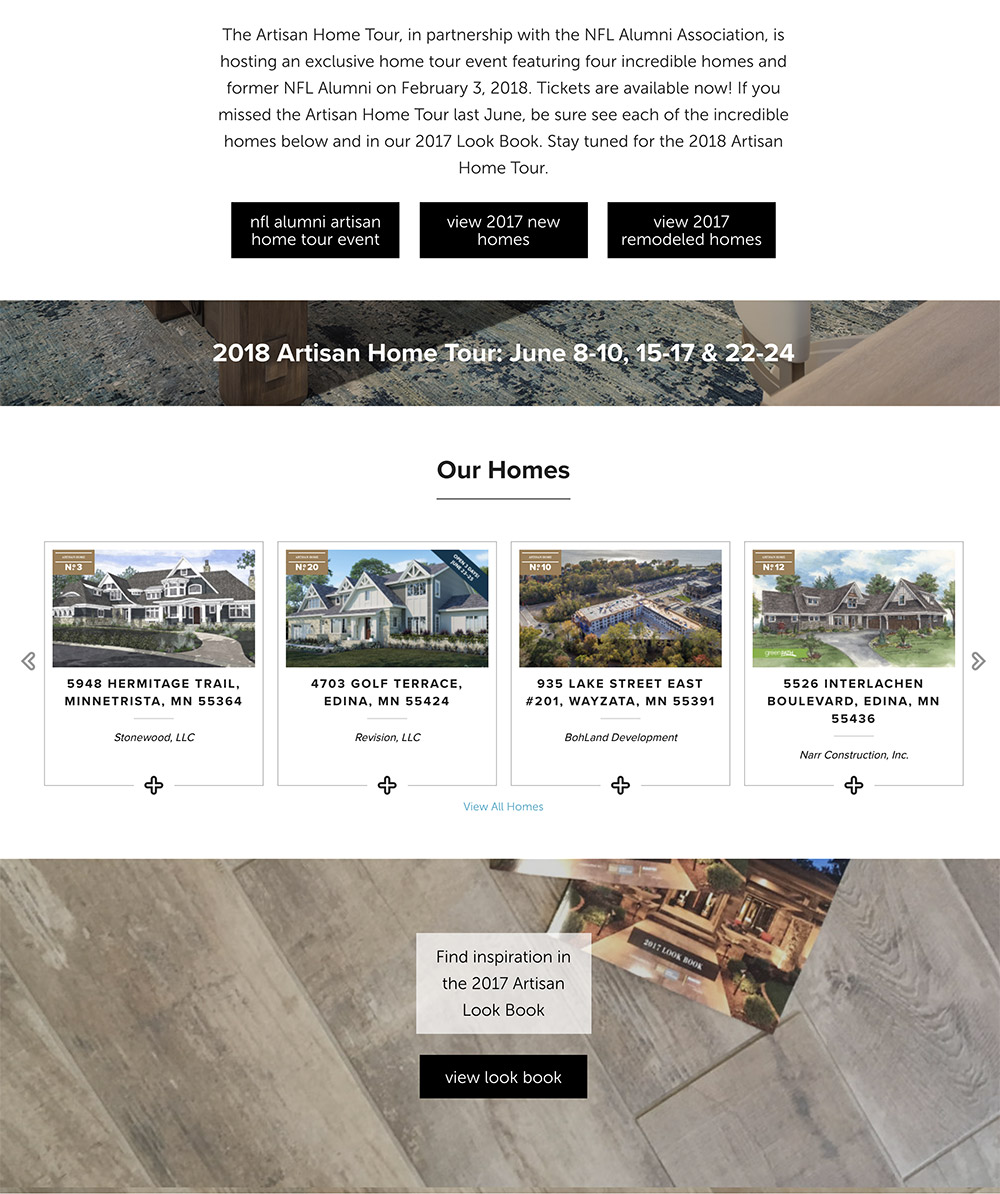 The Artisan Home Tour, in partnership with the NFL Alumni Association, is
hosting an exclusive home tour event featuring four incredible homes and
former NFL Alumni on February 3, 2018. Tickets are available now! If you
missed the Artisan Home Tour last June, be sure see each of the incredible
homes below and in our 2017 Look Book. Stay tuned for the 2018 Artisan
Home Tour.
nfl alumni artisan
home tour event
view 2017 new
homes
view 2017
remodeled homes
2018 Artisan Home Tour: June 8-10, 15-17 & 22-24
Our Homes
ARTISAN HOME
Nº3
5948 HERMITAGE TRAIL,
MINNETRISTA, MN 55364
Stonewood, LLC
ARTISAN HOME
Nº20
OPEN 3 DAYS!
JUNE 23-25
4703 GOLF TERRACE,
EDINA, MN 55424
Revision, LLC
ARTISAN HOME
Nº10
935 LAKE STREET EAST
#201, WAYZATA, MN 55391
BohLand Development
ARTISAN HOME
Nº12
5526 INTERLACHEN
BOULEVARD, EDINA, MN
55436
Narr Construction, Inc.
View All Homes
2017 LOOK BOOK
Find inspiration in
the 2017 Artisan
Look Book
view look book